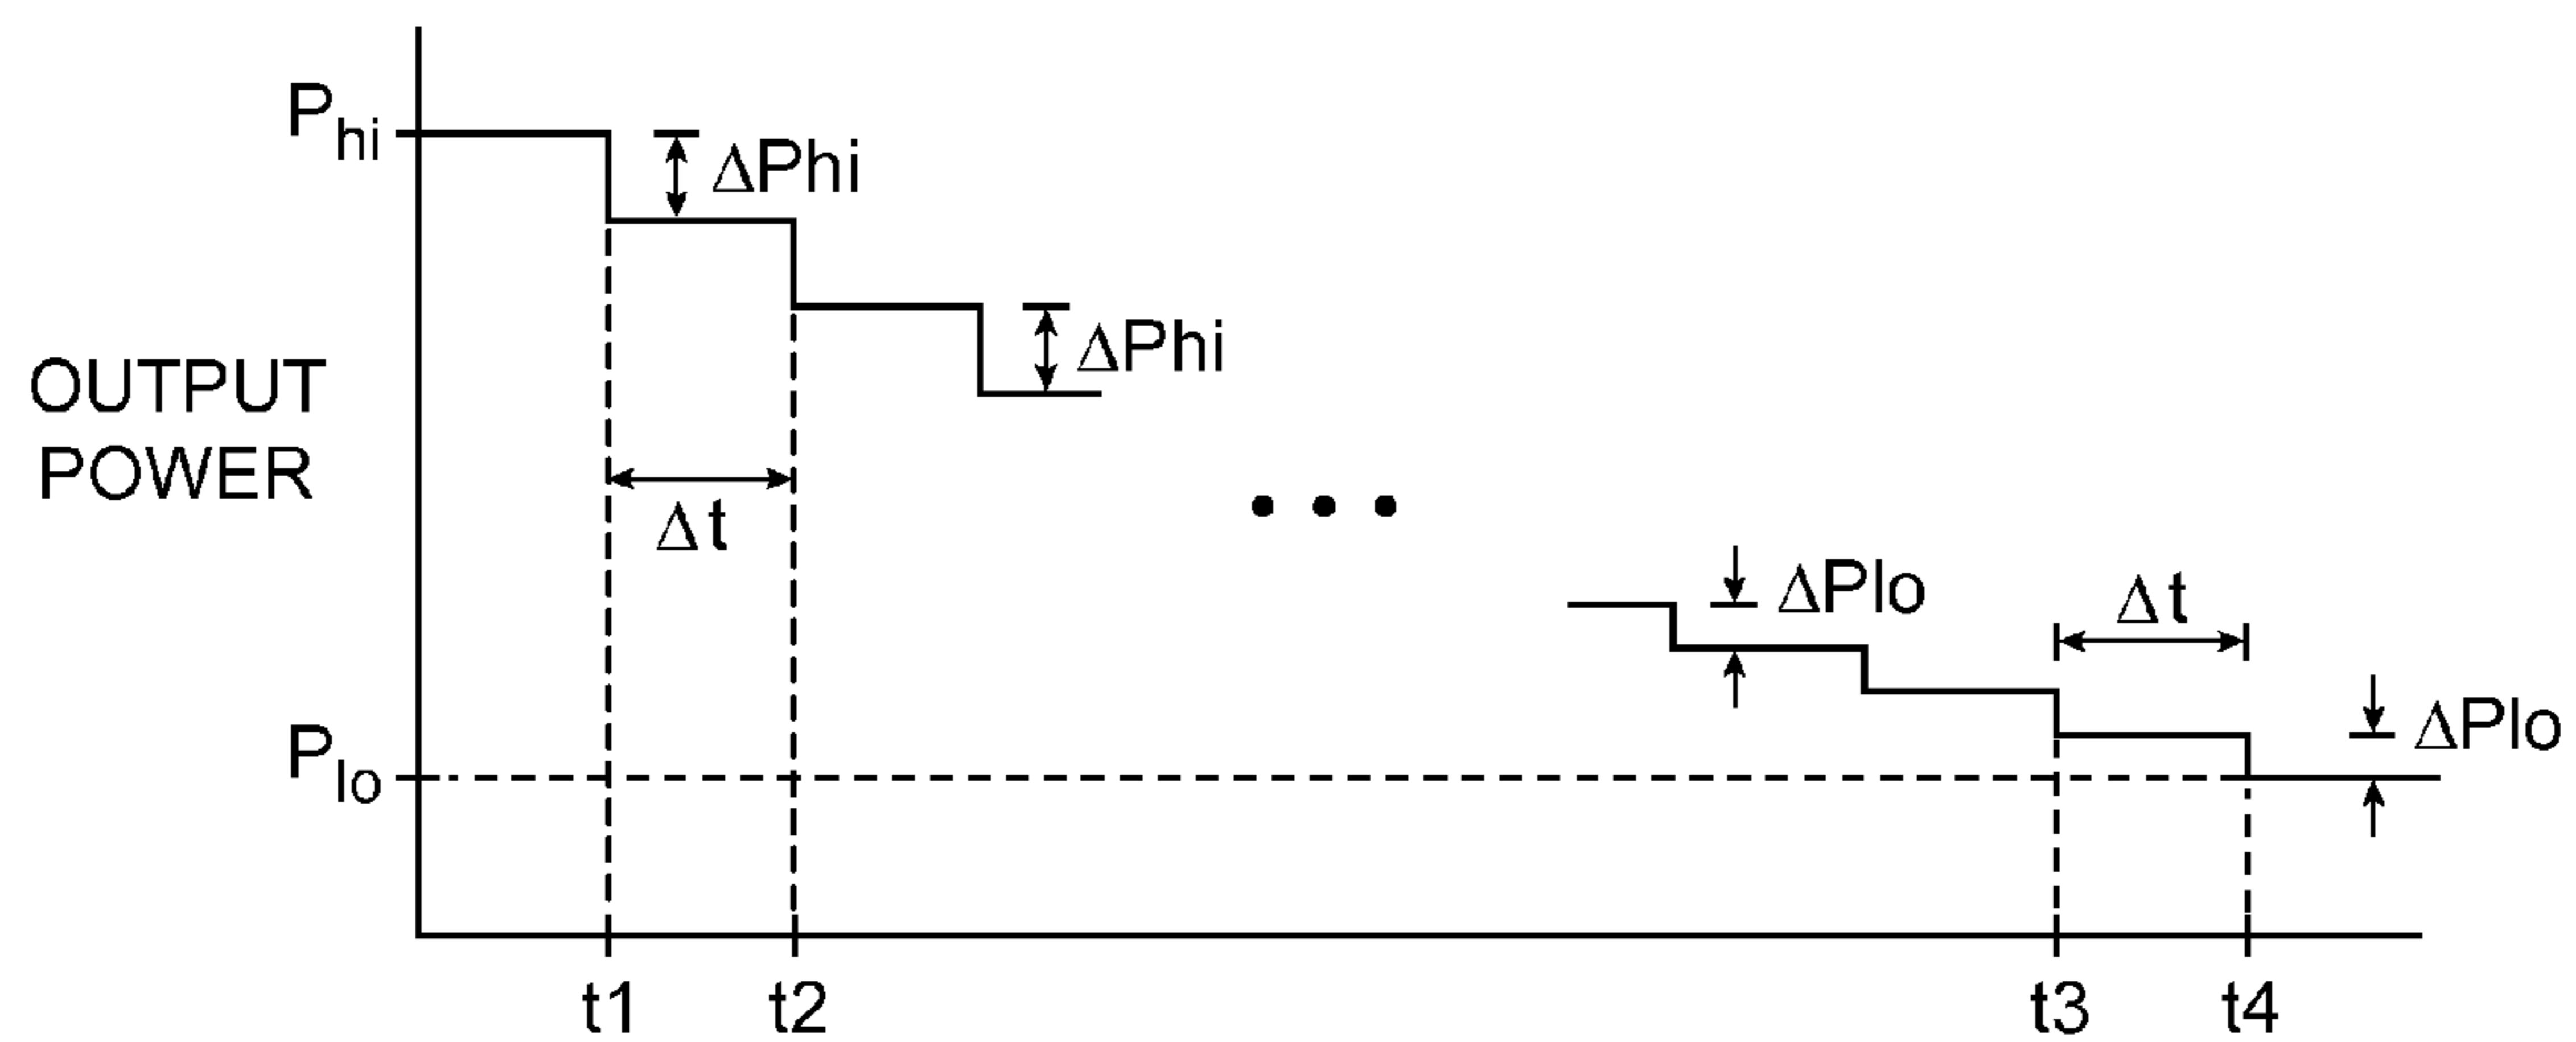 Phi
ΔPhi
ΔPhi
OUTPUT
POWER
Δt
ΔPlo
Δt
ΔPlo
Plo
t1
t2
t3
t4